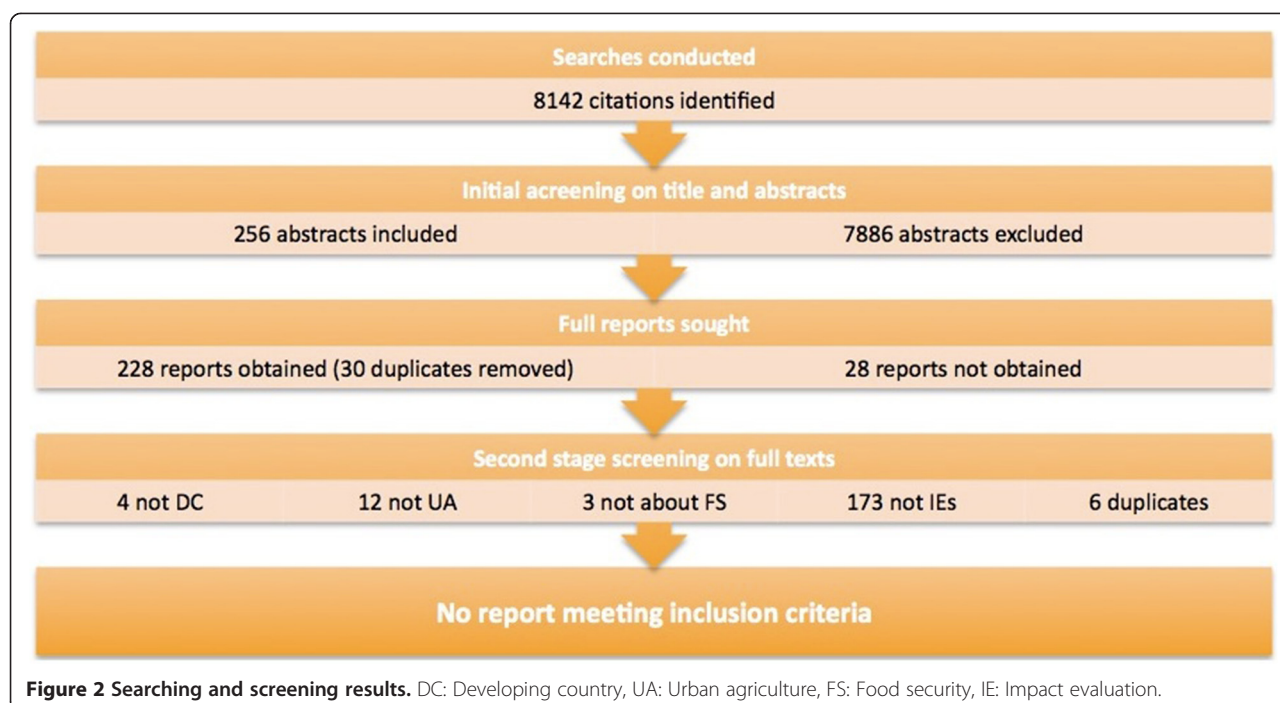 Searches conducted
8142 citations identified
Initial acreening on title and abstracts
256 abstracts included 7886 abstracts excluded
Full reports sought
228 reports obtained (30 duplicates removed) 28 reports not obtained
Second stage screening on full texts
4 not DC 12 not UA 3 not about FS 173 not IEs 6 duplicates
No report meeting inclusion criteria
Figure 2 Searching and screening results. DC: Developing country, UA: Urban agriculture, FS: Food security, IE: Impact evaluation.